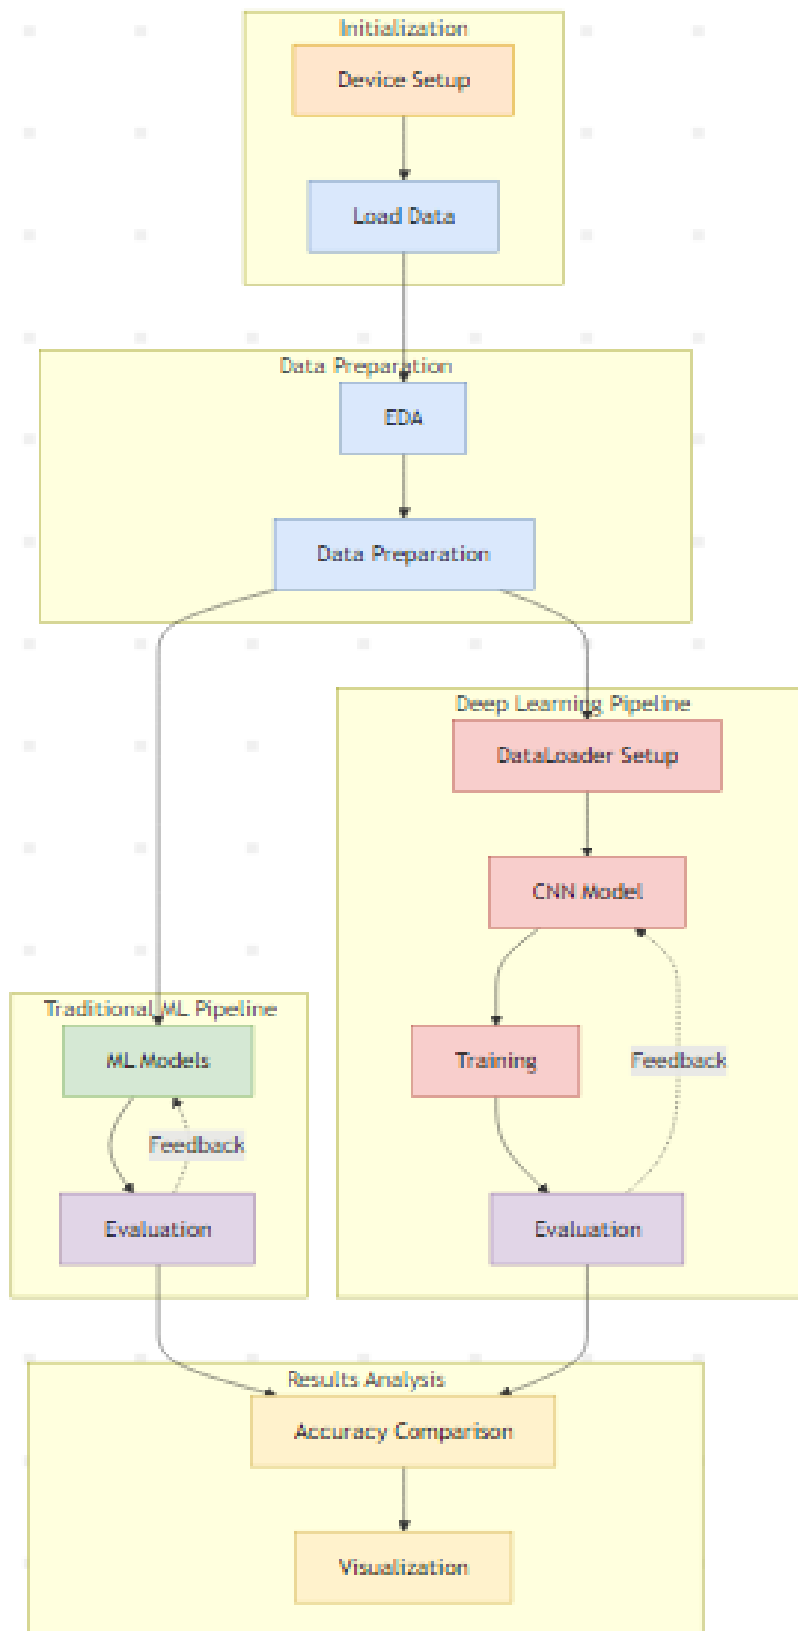 Initialization
Device Setup
Load Data
Data Preparation
EDA
Data Preparation
Deep Learning Pipeline
DataLoader Setup
CNN Model
Traditional ML Pipeline
ML Models
Training
Feedback
Feedback
Evaluation
Evaluation
Results Analysis
Accuracy Comparison
Visualization